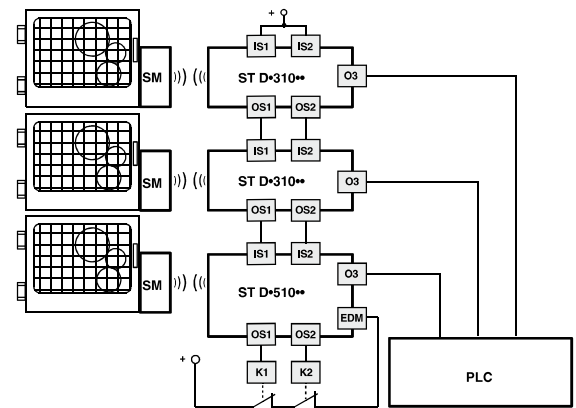 +
IS1 IS2
SM ST D•310•• O3
OS1 OS2
IS1 IS2
SM ST D•310•• O3
OS1 OS2
IS1 IS2
SM ST D•510•• O3
EDM
OS1 OS2
+ K1 K2
PLC